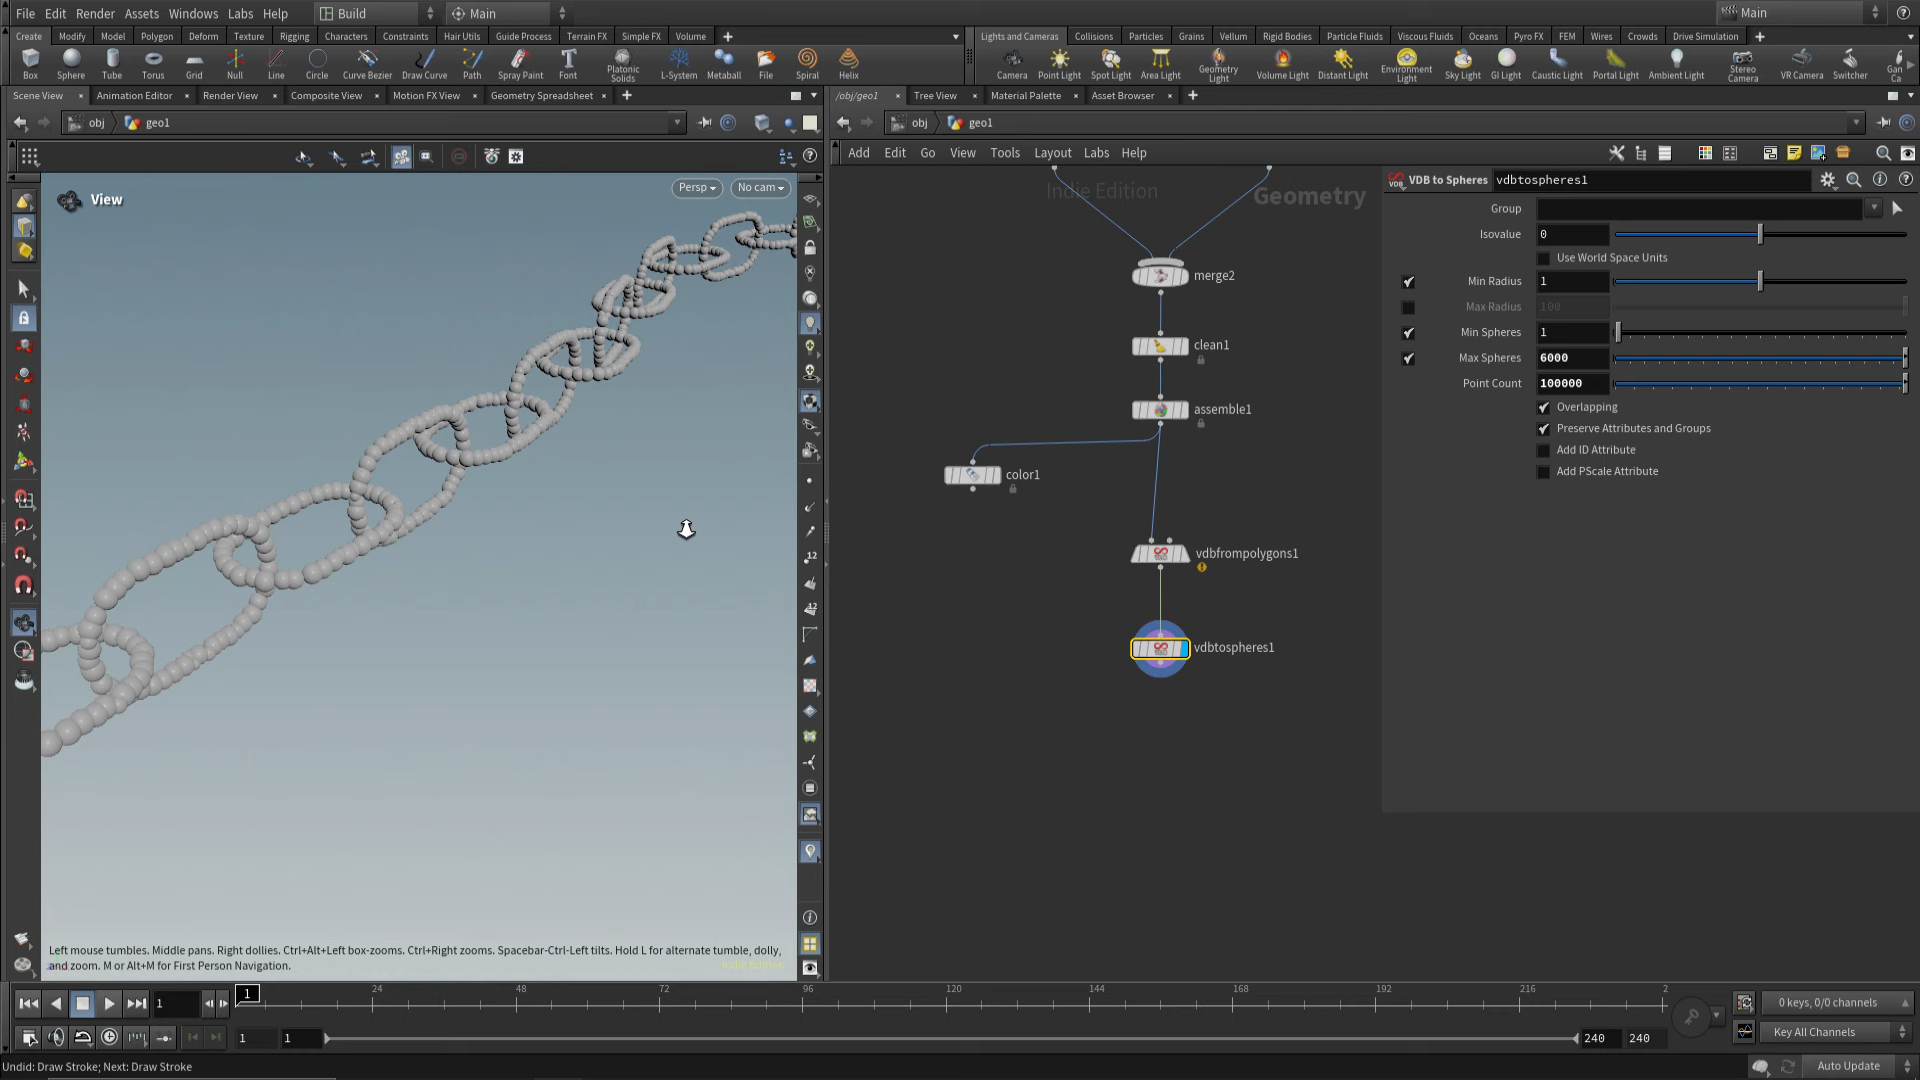 File Edit Render Assets Windows Labs Help Build Main Main
Create Modify Model Polygon Deform Texture Rigging Characters Constraints Hair Utils Guide Process Terrain FX Simple FX Volume
Lights and Cameras Collisions Particles Grains Vellum Rigid Bodies Particle Fluids Viscous Fluids Oceans Pyro FX FEM Wires Crowds Drive Simulation
Box Sphere Tube Torus Grid Null Line Circle Curve Bezier Draw Curve Path Spray Paint Font Platonic Solids L-System Metaball File Spiral Helix
Camera Point Light Spot Light Area Light Geometry Light Volume Light Distant Light Environment Light Sky Light GI Light Caustic Light Portal Light Ambient Light Stereo Camera VR Camera Switcher Gan Ca
Scene View Animation Editor Render View Composite View Motion FX View Geometry Spreadsheet
/obj/geo1 Tree View Material Palette Asset Browser
obj geo1
obj geo1
Add Edit Go View Tools Layout Labs Help
View
Persp
No cam
Indie Edition
Geometry
merge2
clean1
assemble1
color1
vdbfrompolygons1
vdbtospheres1
VDB to Spheres vdbtospheres1
Group
Isovalue 0
Use World Space Units
Min Radius 1
Max Radius 100
Min Spheres 1
Max Spheres 6000
Point Count 100000
Overlapping
Preserve Attributes and Groups
Add ID Attribute
Add PScale Attribute
12
12
Left mouse tumbles. Middle pans. Right dollies. Ctrl+Alt+Left box-zooms. Ctrl+Right zooms. Spacebar-Ctrl-Left tilts. Hold L for alternate tumble, dolly,
and zoom. M or Alt+M for First Person Navigation.
Indie Edition
1 1 24 48 72 96 120 144 168 192 216 2
0 keys, 0/0 channels
1 1 240 240
Key All Channels
Undid: Draw Stroke; Next: Draw Stroke
Auto Update